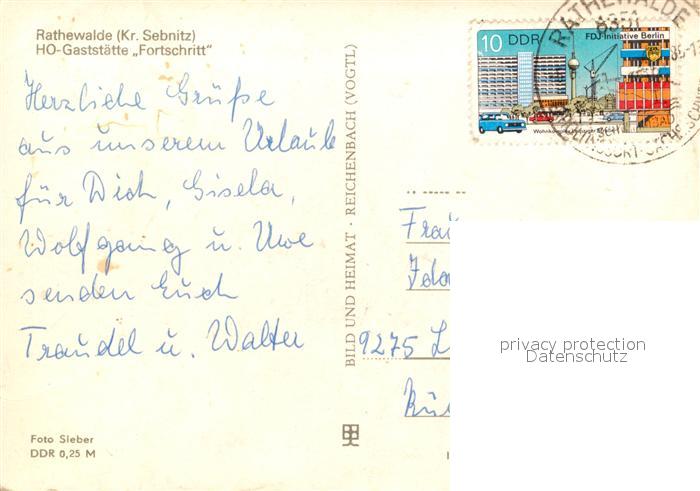 Rathewalde (Kr. Sebnitz)
HO-Gaststätte „Fortschritt"
Herzliche Grüße
aus unserem Urlaub
für Dich, Gisela,
Wolfgang u. Uwe
senden Euch
Traudel u. Walter
Foto Sieber
DDR 0,25 M
BILD UND HEIMAT · REICHENBACH (VOGTL)
10 DDR
FDJ-Initiative Berlin
RATHEWALDE
8351
9275
privacy protection
Datenschutz